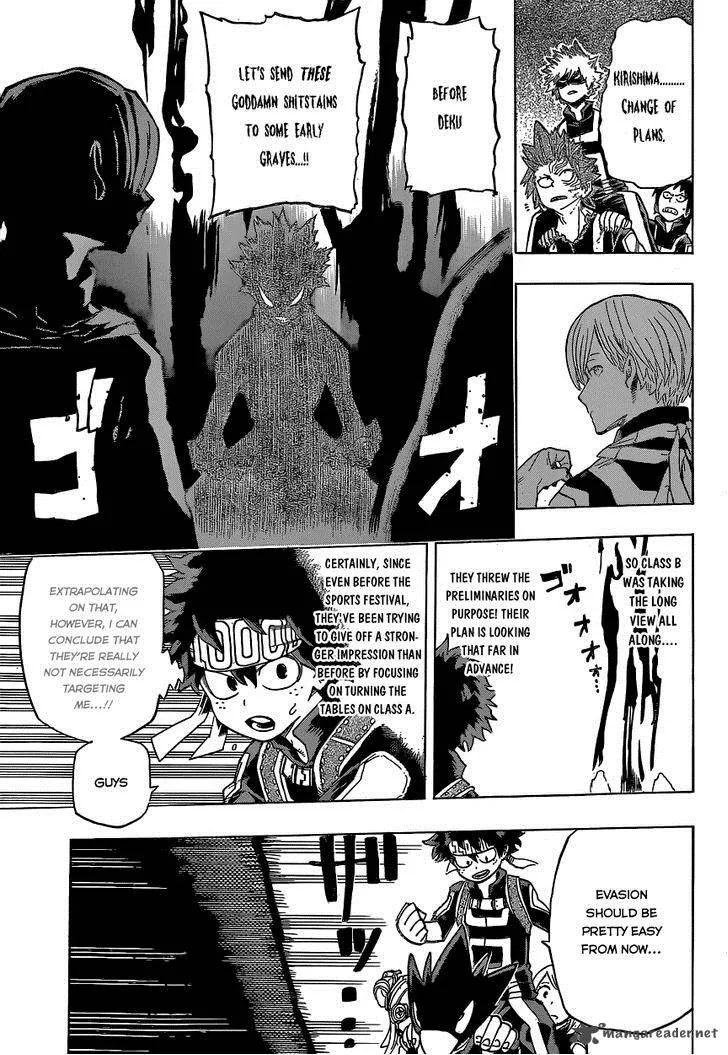 KIRISHIMA.........
CHANGE OF
PLANS.
BEFORE
DEKU
LET'S SEND THESE
GODDAMN SHITSTAINS
TO SOME EARLY
GRAVES...!!
ゴ
オ
SO CLASS B
WAS TAKING
THE LONG
VIEW ALL
ALONG....
ゴオオオ
THEY THREW THE
PRELIMINARIES ON
PURPOSE! THEIR
PLAN IS LOOKING
THAT FAR IN
ADVANCE!
CERTAINLY, SINCE
EVEN BEFORE THE
SPORTS FESTIVAL,
THEY'VE BEEN TRYING
TO GIVE OFF A STRON-
GER IMPRESSION THAN
BEFORE BY FOCUSING
ON TURNING THE
TABLES ON CLASS A.
1000
EXTRAPOLATING
ON THAT,
HOWEVER, I CAN
CONCLUDE THAT
THEY'RE REALLY
NOT NECESSARILY
TARGETING
ME...!!
GUYS
EVASION
SHOULD BE
PRETTY EASY
FROM NOW...
mangareader.net